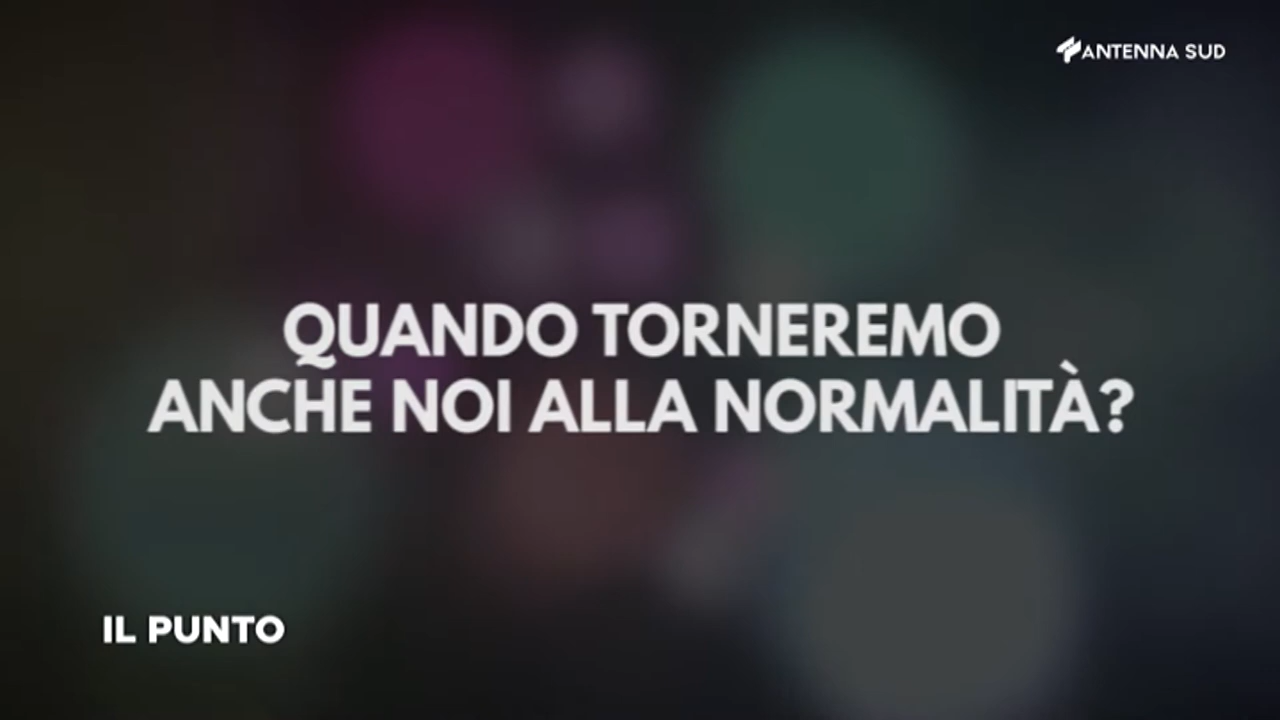 ANTENNA SUD
QUANDO TORNEREMO
ANCHE NOI ALLA NORMALITÀ?
IL PUNTO